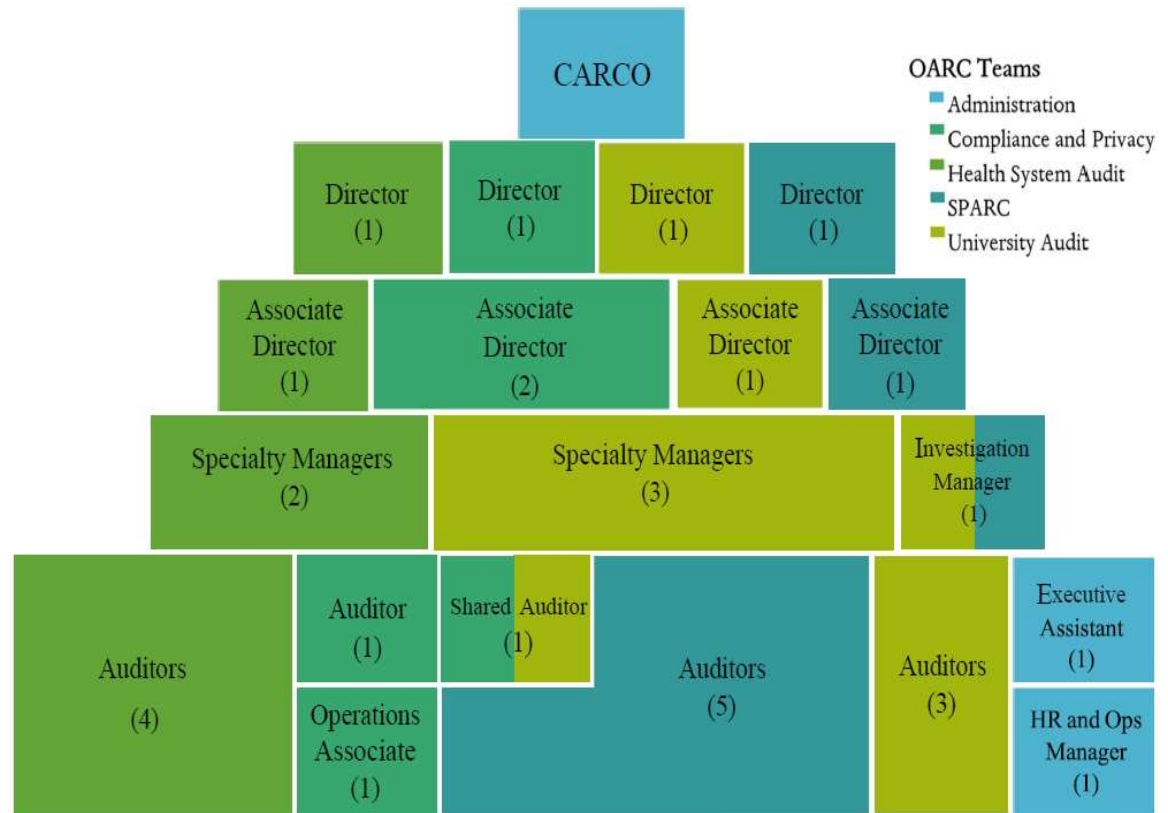 CARCO
OARC Teams
Administration
Compliance and Privacy
Health System Audit
SPARC
University Audit
Director
(1)
Director
(1)
Director
(1)
Director
(1)
Associate
Director
(1)
Associate
Director
(2)
Associate
Director
(1)
Associate
Director
(1)
Specialty Managers
(2)
Specialty Managers
(3)
Investigation
Manager
(1)
Auditors
(4)
Auditor
(1)
Operations
Associate
(1)
Shared Auditor
(1)
Auditors
(5)
Auditors
(3)
Executive
Assistant
(1)
HR and Ops
Manager
(1)